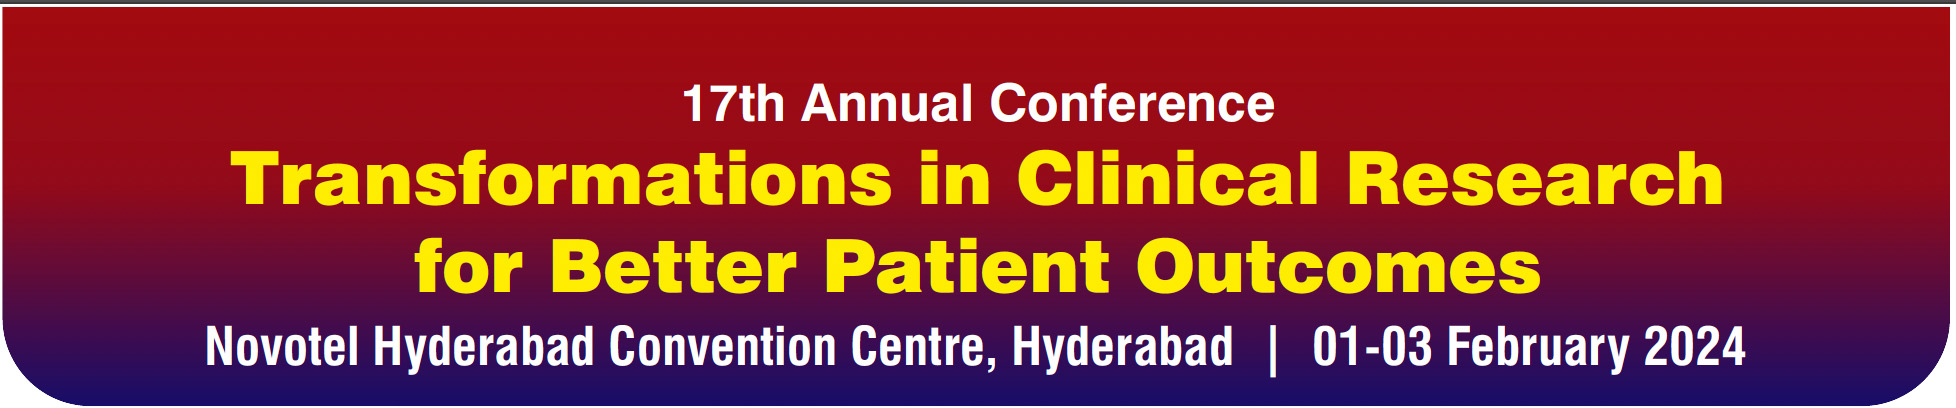 17th Annual Conference
Transformations in Clinical Research
for Better Patient Outcomes
Novotel Hyderabad Convention Centre, Hyderabad | 01-03 February 2024